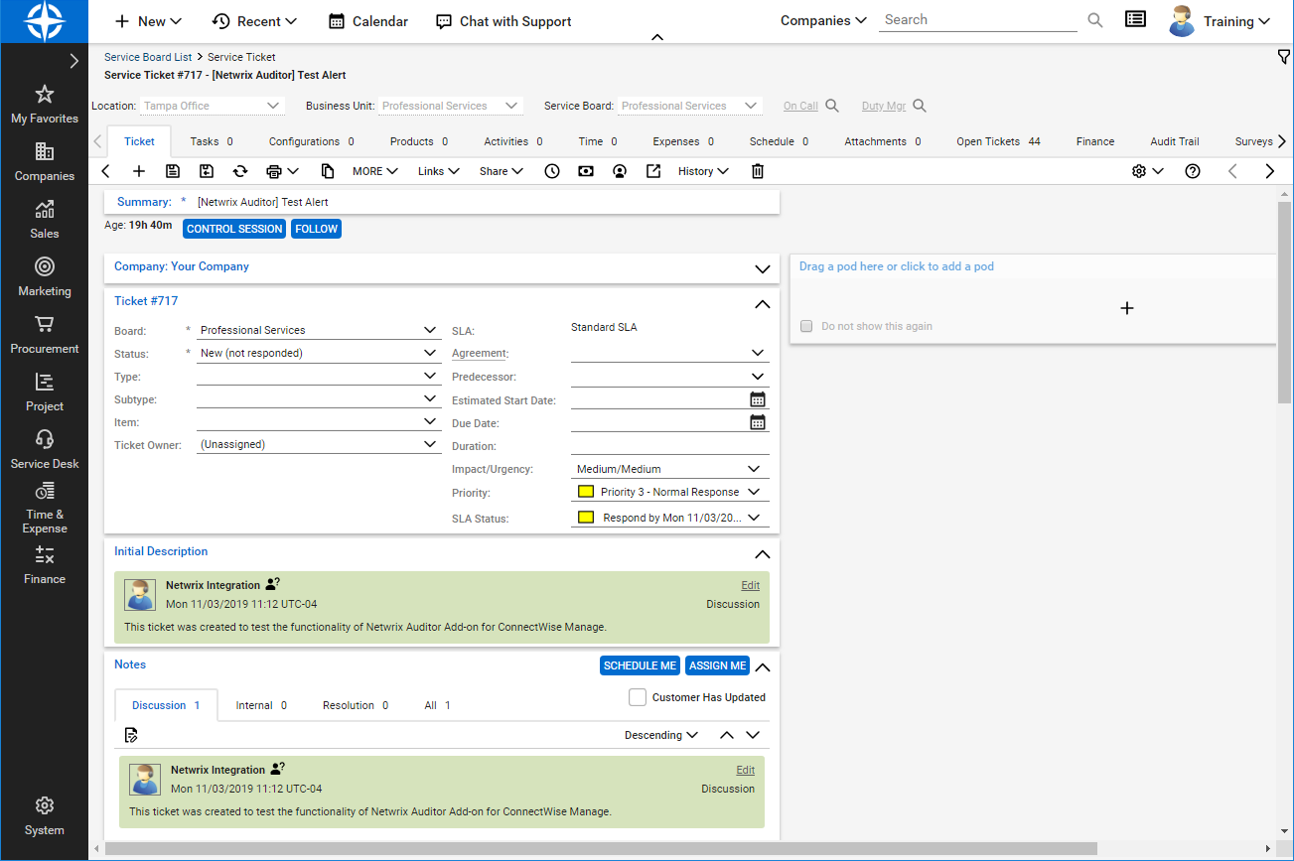 New
Recent
Calendar
Chat with Support
Companies
Search
Training
Service Board List > Service Ticket
Service Ticket #717 - [Netwrix Auditor] Test Alert
My Favorites
Companies
Sales
Marketing
Procurement
Project
Service Desk
Time &
Expense
Finance
System
Location: Tampa Office
Business Unit: Professional Services
Service Board: Professional Services
On Call
Duty Mgr
Ticket
Tasks 0
Configurations 0
Products 0
Activities 0
Time 0
Expenses 0
Schedule 0
Attachments 0
Open Tickets 44
Finance
Audit Trail
Surveys
MORE
Links
Share
History
Summary: * [Netwrix Auditor] Test Alert
Age: 19h 40m
CONTROL SESSION
FOLLOW
Company: Your Company
Ticket #717
Board: * Professional Services
Status: * New (not responded)
Type:
Subtype:
Item:
Ticket Owner: (Unassigned)
SLA: Standard SLA
Agreement:
Predecessor:
Estimated Start Date:
Due Date:
Duration:
Impact/Urgency: Medium/Medium
Priority: Priority 3 - Normal Response
SLA Status: Respond by Mon 11/03/20...
Drag a pod here or click to add a pod
Do not show this again
Initial Description
Netwrix Integration
Edit
Mon 11/03/2019 11:12 UTC-04
Discussion
This ticket was created to test the functionality of Netwrix Auditor Add-on for ConnectWise Manage.
Notes
SCHEDULE ME
ASSIGN ME
Discussion 1
Internal 0
Resolution 0
All 1
Customer Has Updated
Descending
Netwrix Integration
Edit
Mon 11/03/2019 11:12 UTC-04
Discussion
This ticket was created to test the functionality of Netwrix Auditor Add-on for ConnectWise Manage.